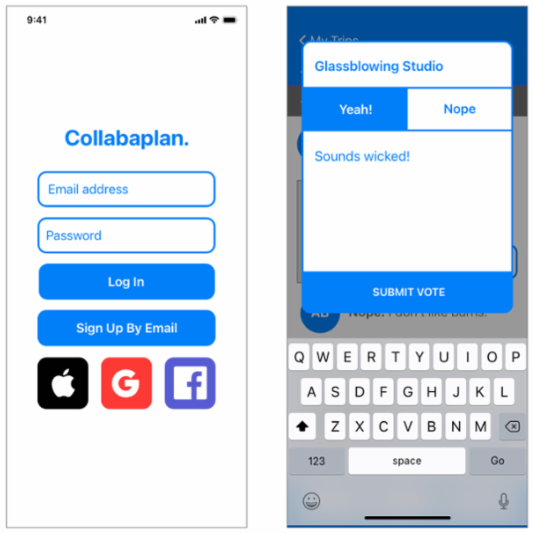 9:41
Collabaplan.
Email address
Password
Log In
Sign Up By Email
G
f
My Trips
Glassblowing Studio
Yeah!
Nope
Sounds wicked!
SUBMIT VOTE
AB Nope! I don't like barns.
Q W E R T Y U I O P
A S D F G H J K L
Z X C V B N M
123 space Go